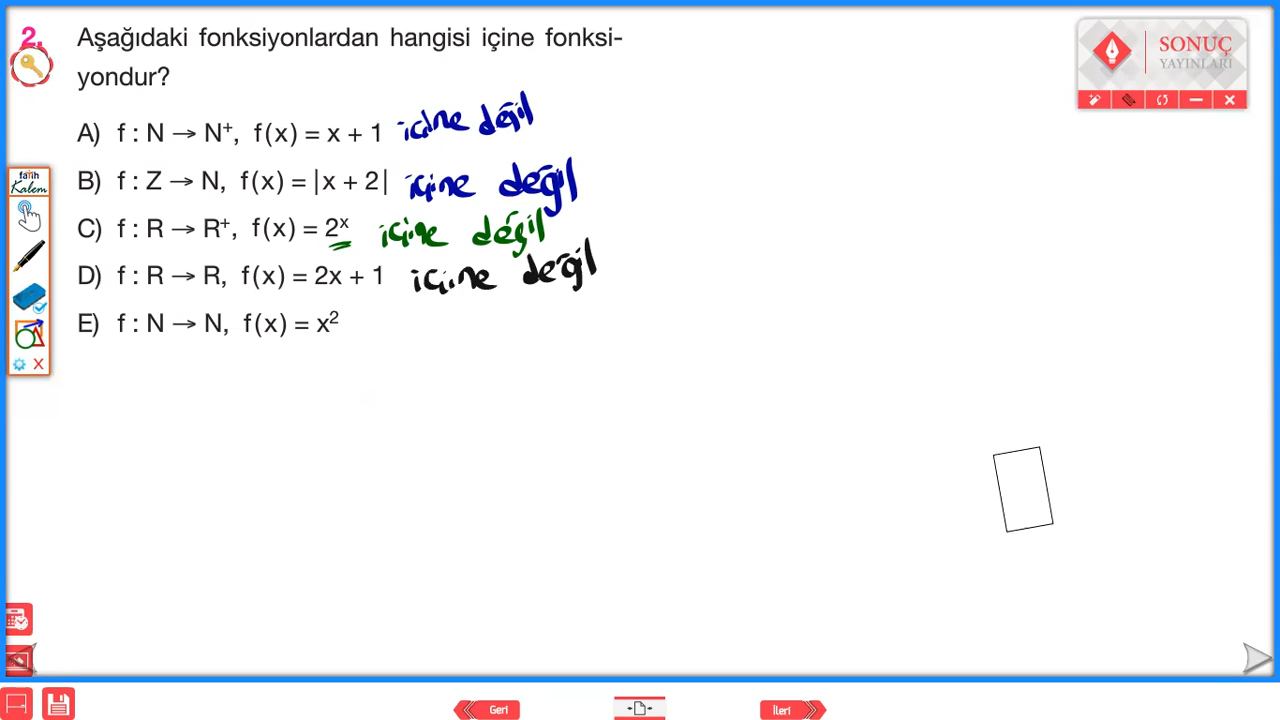 2. Aşağıdaki fonksiyonlardan hangisi içine fonksi-
yondur?
A) f : N → N⁺, f(x) = x + 1 içine değil
B) f : Z → N, f(x) = |x + 2| içine değil
C) f : R → R⁺, f(x) = 2ˣ içine değil
D) f : R → R, f(x) = 2x + 1 içine değil
E) f : N → N, f(x) = x²
SONUÇ
YAYINLARI
fatih
Kalem
Geri
İleri